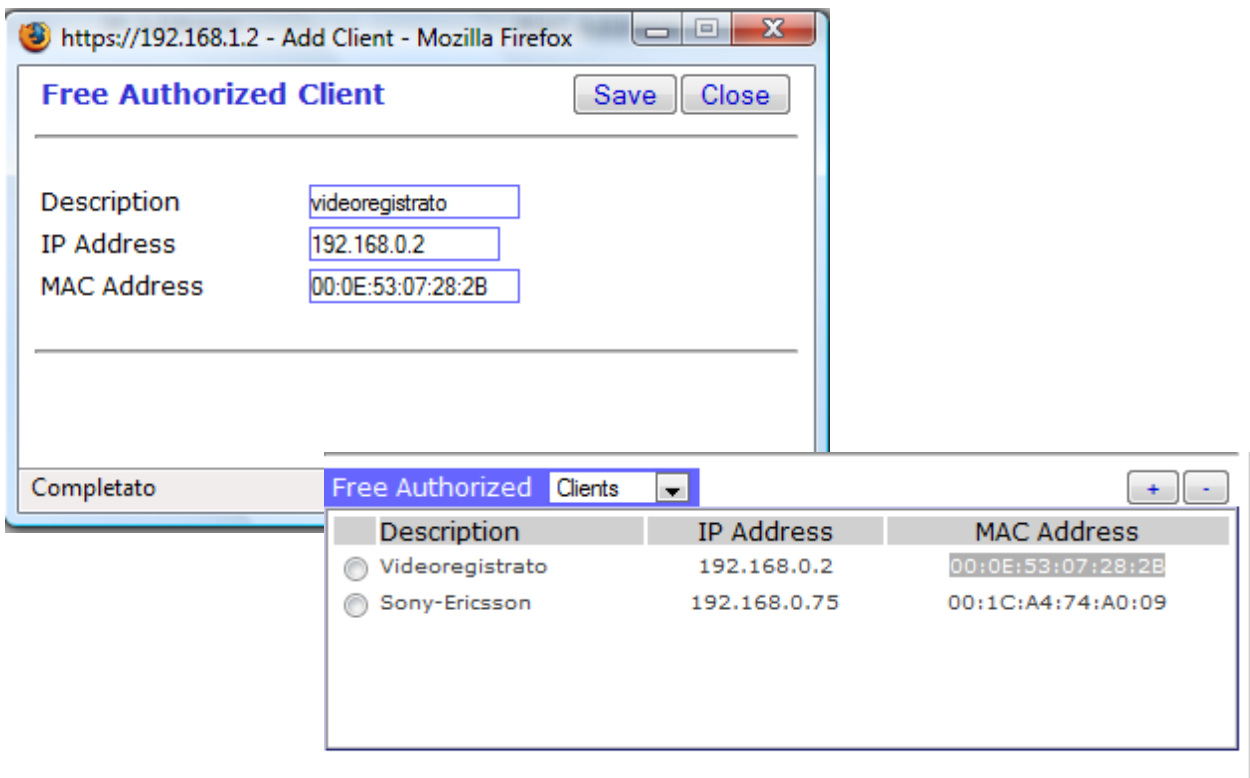 https://192.168.1.2 - Add Client - Mozilla Firefox
Free Authorized Client Save Close
Description videoregistrato
IP Address 192.168.0.2
MAC Address 00:0E:53:07:28:2B
Completato
Free Authorized Clients + -
Description IP Address MAC Address
Videoregistrato 192.168.0.2 00:0E:53:07:28:2B
Sony-Ericsson 192.168.0.75 00:1C:A4:74:A0:09